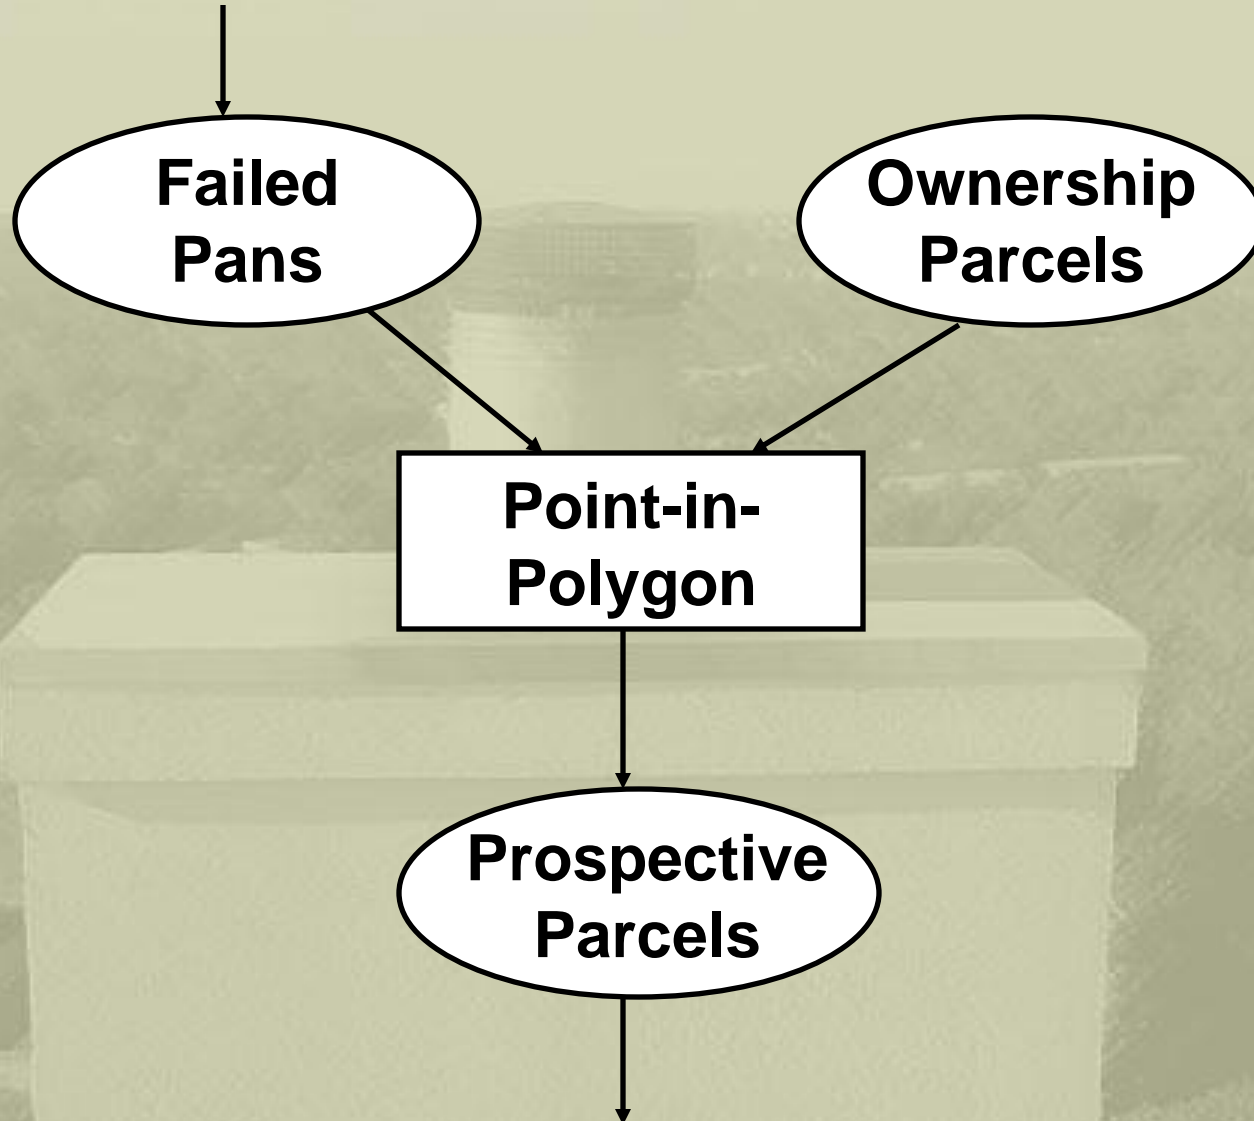 Failed
Pans
Ownership
Parcels
Point-in-
Polygon
Prospective
Parcels